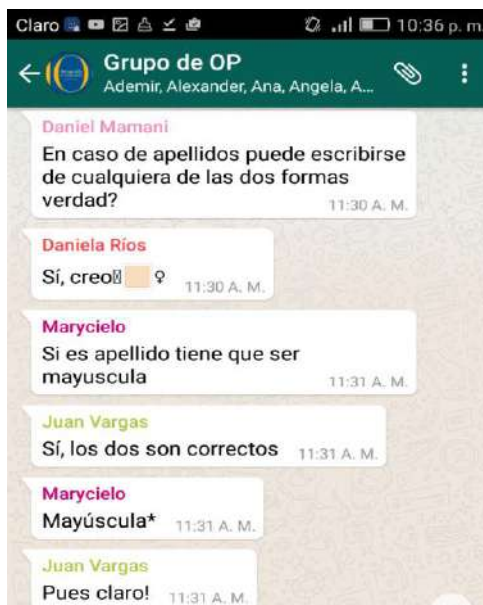 Claro 10:36 p. m.
Grupo de OP
Ademir, Alexander, Ana, Angela, A...
Daniel Mamani
En caso de apellidos puede escribirse
de cualquiera de las dos formas
verdad?
11:30 A. M.
Daniela Ríos
Sí, creo ♀ 11:30 A. M.
Marycielo
Si es apellido tiene que ser
mayuscula
11:31 A. M.
Juan Vargas
Sí, los dos son correctos 11:31 A. M.
Marycielo
Mayúscula* 11:31 A. M.
Juan Vargas
Pues claro! 11:31 A. M.